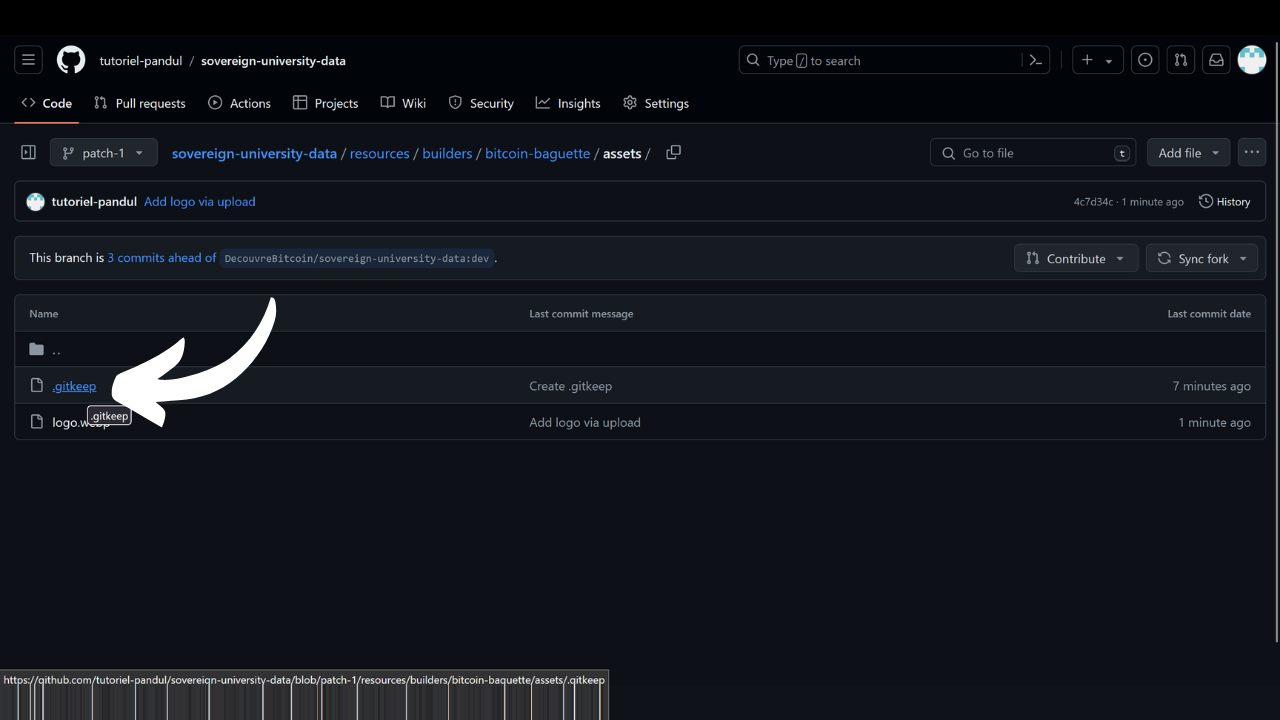 tutoriel-pandul / sovereign-university-data
Type / to search
Code Pull requests Actions Projects Wiki Security Insights Settings
patch-1 sovereign-university-data / resources / builders / bitcoin-baguette / assets /
Go to file t Add file
tutoriel-pandul Add logo via upload 4c7d34c · 1 minute ago History
This branch is 3 commits ahead of DecouvreBitcoin/sovereign-university-data:dev .
Contribute Sync fork
Name Last commit message Last commit date
..
.gitkeep Create .gitkeep 7 minutes ago
.gitkeep
logo.webp Add logo via upload 1 minute ago
https://github.com/tutoriel-pandul/sovereign-university-data/blob/patch-1/resources/builders/bitcoin-baguette/assets/.gitkeep